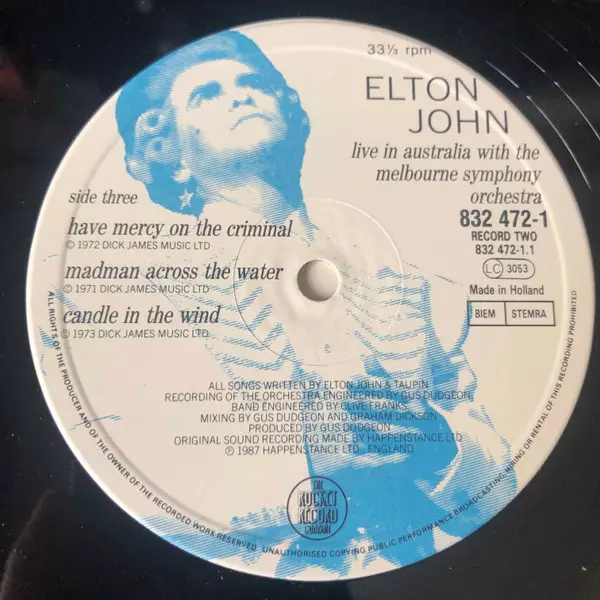 33⅓ rpm
ELTON
JOHN
live in australia with the
melbourne symphony
orchestra
832 472-1
RECORD TWO
832 472-1.1
LC 3053
Made in Holland
BIEM STEMRA
side three
have mercy on the criminal
© 1972 DICK JAMES MUSIC LTD
madman across the water
© 1971 DICK JAMES MUSIC LTD
candle in the wind
© 1973 DICK JAMES MUSIC LTD.
ALL SONGS WRITTEN BY ELTON JOHN & TAUPIN
RECORDING OF THE ORCHESTRA ENGINEERED BY GUS DUDGEON,
BAND ENGINEERED BY CLIVE FRANKS,
MIXING BY GUS DUDGEON AND GRAHAM DICKSON
PRODUCED BY GUS DUDGEON
ORIGINAL SOUND RECORDING MADE BY HAPPENSTANCE LTD
℗ 1987 HAPPENSTANCE LTD., ENGLAND
THE
ROCKET
RECORD
COMPANY
ALL RIGHTS OF THE PRODUCER AND OF THE OWNER OF THE RECORDED WORK RESERVED. UNAUTHORISED COPYING PUBLIC PERFORMANCE BROADCASTING HIRING OR RENTAL OF THIS RECORDING PROHIBITED